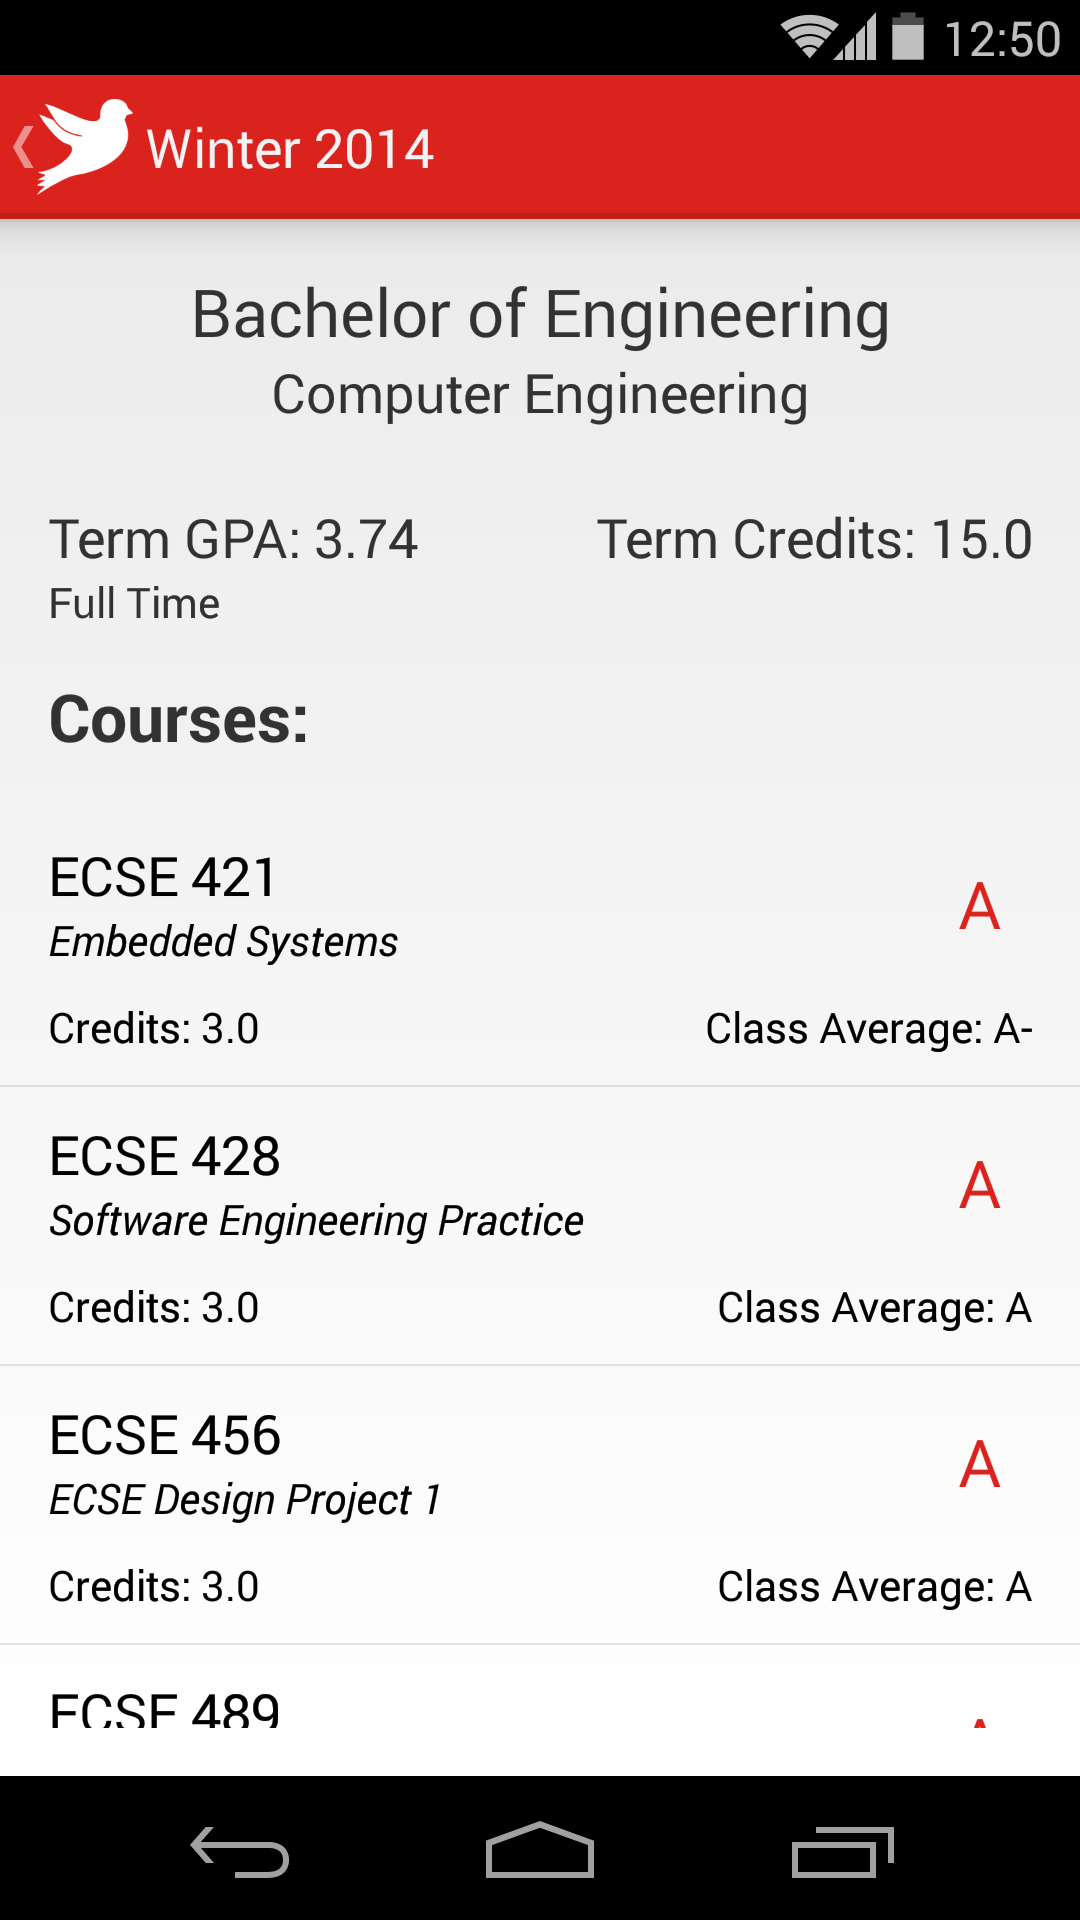 12:50
Winter 2014
Bachelor of Engineering
Computer Engineering
Term GPA: 3.74 Term Credits: 15.0
Full Time
Courses:
ECSE 421
A
Embedded Systems
Credits: 3.0 Class Average: A-
ECSE 428
A
Software Engineering Practice
Credits: 3.0 Class Average: A
ECSE 456
A
ECSE Design Project 1
Credits: 3.0 Class Average: A
ECSE 489
A